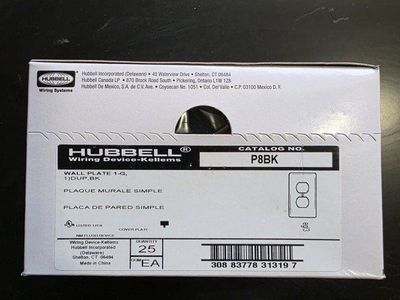 HUBBELL
Wiring Systems
Hubbell Incorporated (Delaware) • 40 Waterview Drive • Shelton, CT 06484
Hubbell Canada LP • 870 Brock Road South • Pickering, Ontario L1W 1Z8
Hubbell De Mexico, S.A. de C.V. Ave. • Coyoacan No. 1051 • Col. Del Valle • C.P. 03100 Mexico D. F.
HUBBELL®
Wiring Device-Kellems
CATALOG NO.
P8BK
WALL PLATE 1-G,
1)DUP,BK
PLAQUE MURALE SIMPLE
PLACA DE PARED SIMPLE
COVER PLATE
Wiring Device-Kellems
Hubbell Incorporated
(Delaware)
Shelton, CT 06484
Made in China
QUANTITY
25
EA
308 83778 31319 7